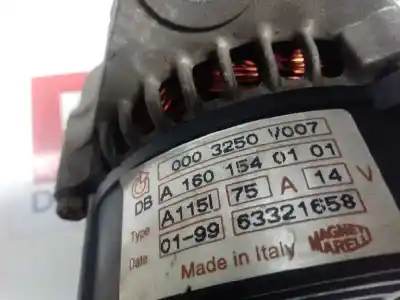 000 3250 V007
DB A 160 154 01 01
Type A115I 75 A 14 V
Date 01-99 63321658
Made in Italy MAGNETI MARELLI